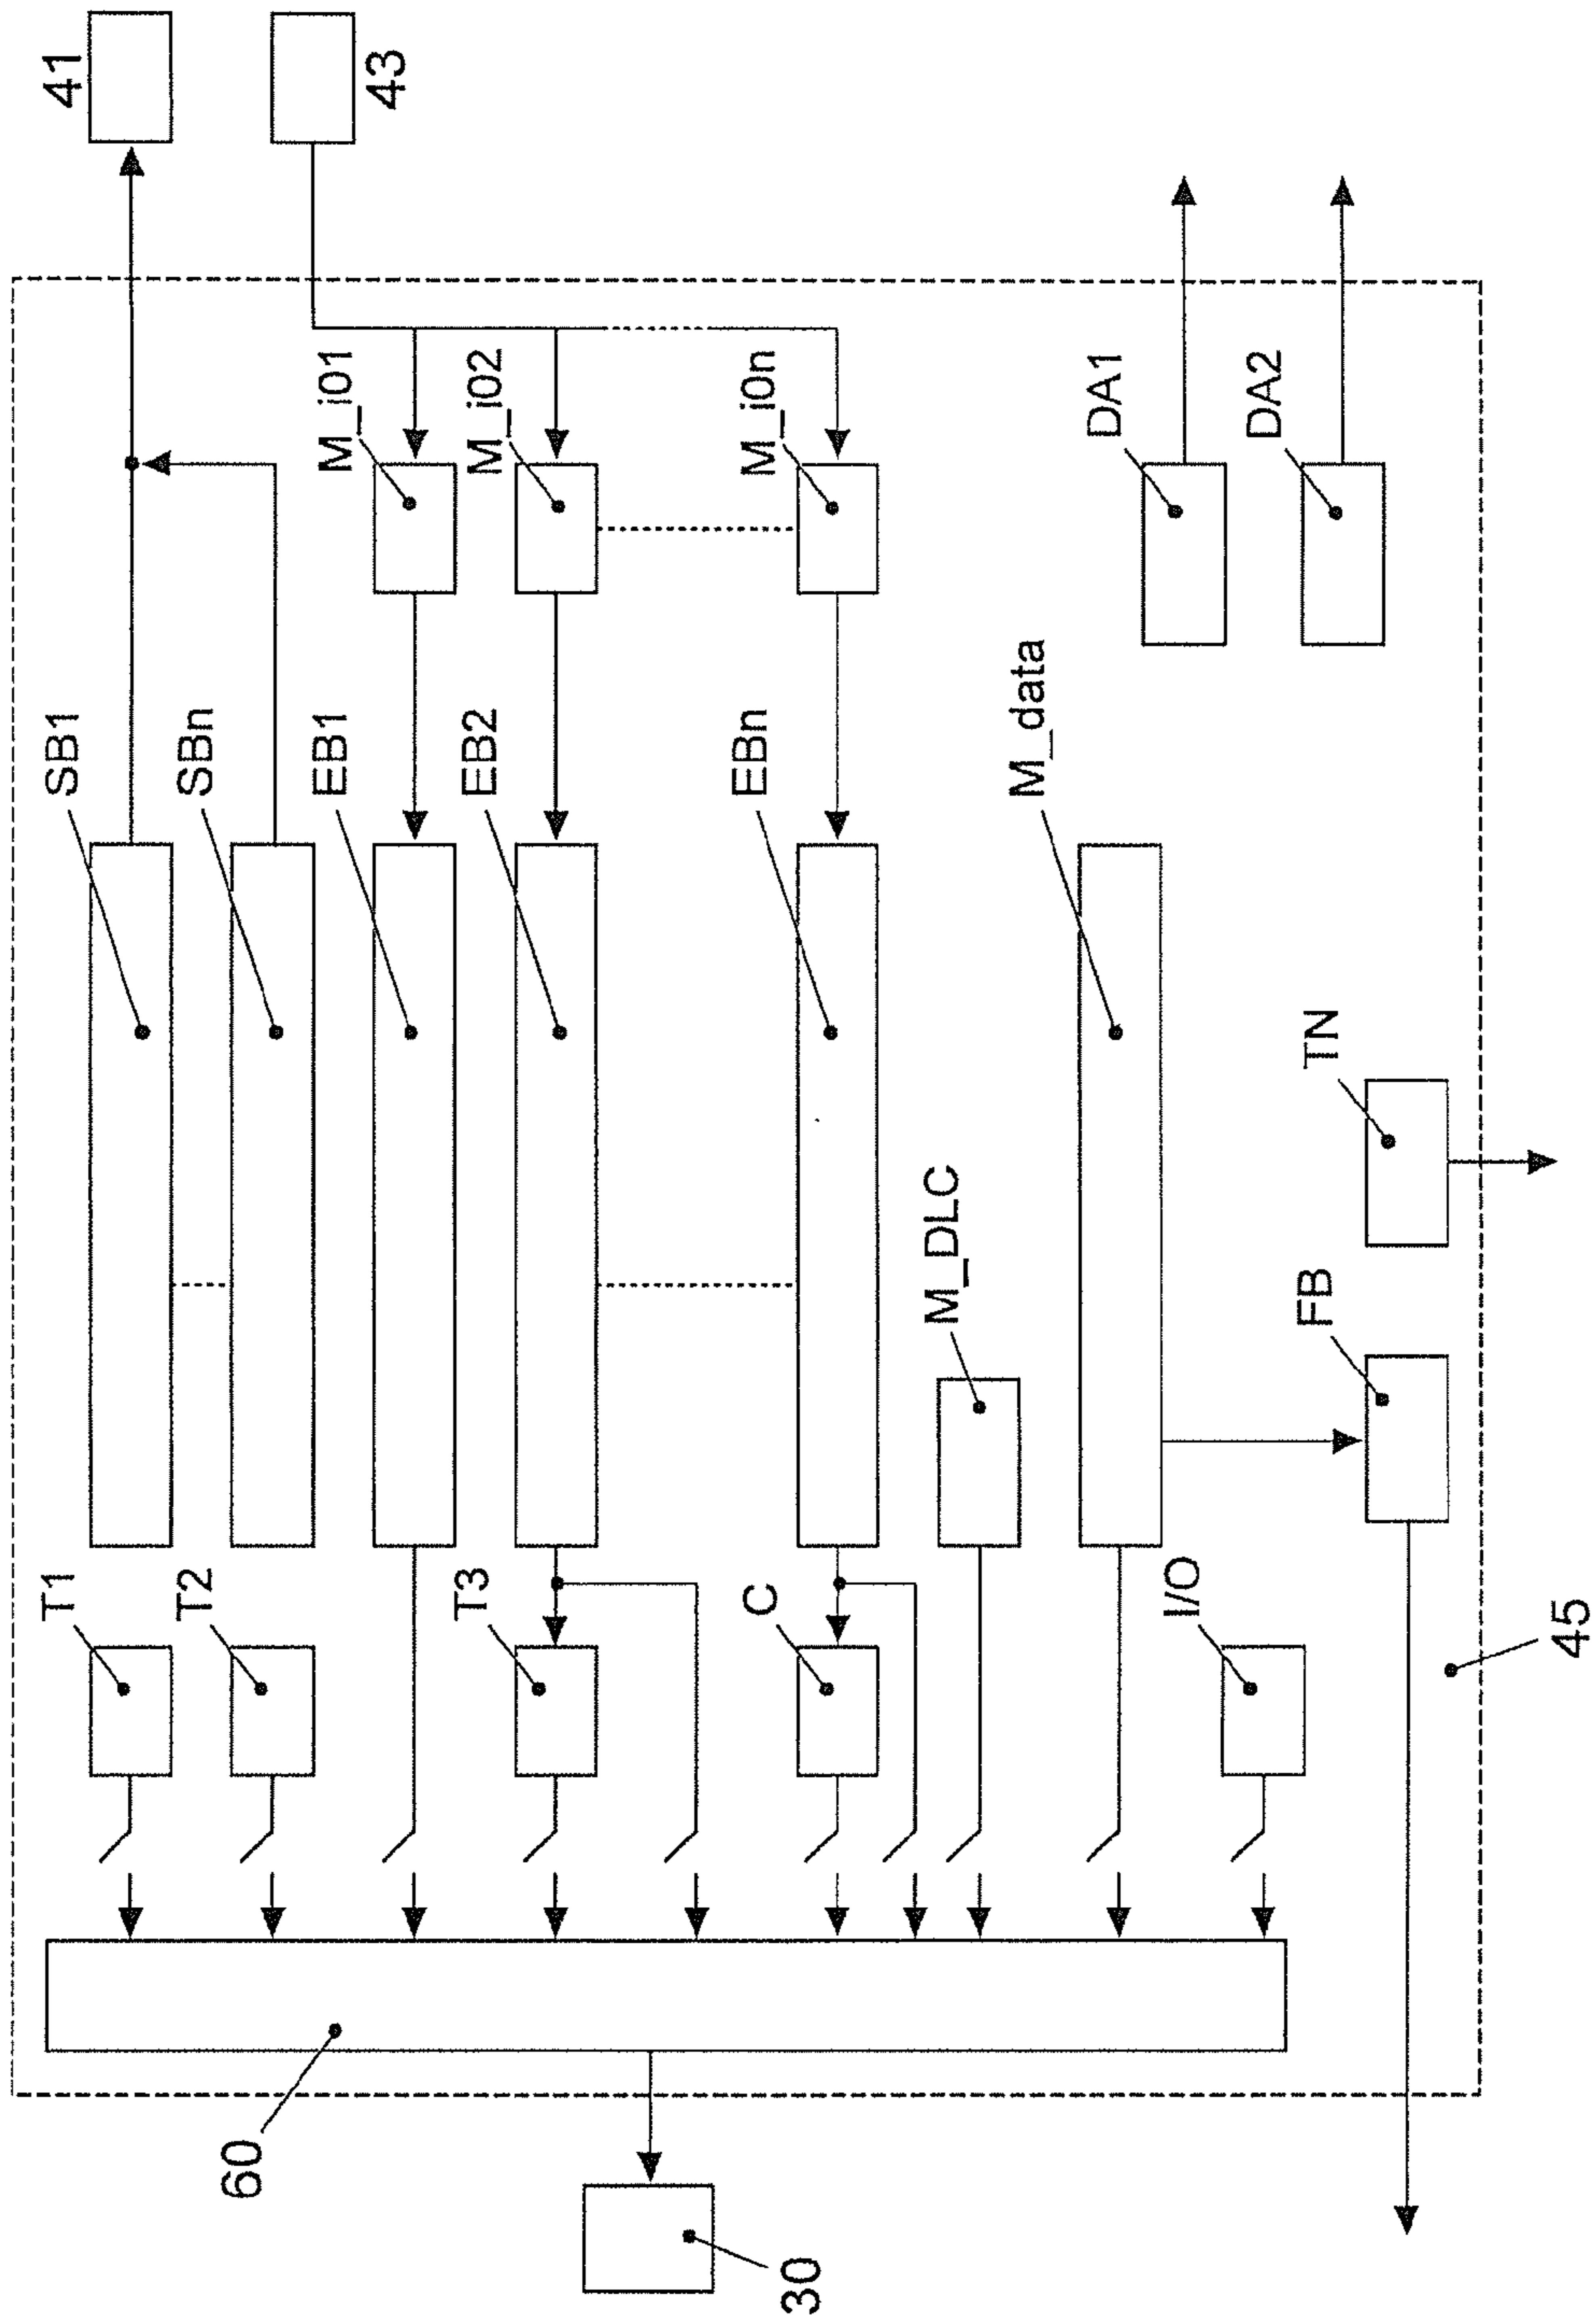 41
43
SB1
SBn
EB1
EB2
EBn
M_i01
M_i02
M_i0n
M_data
M_DLC
DA1
DA2
T1
T2
T3
C
I/O
TN
FB
45
60
30